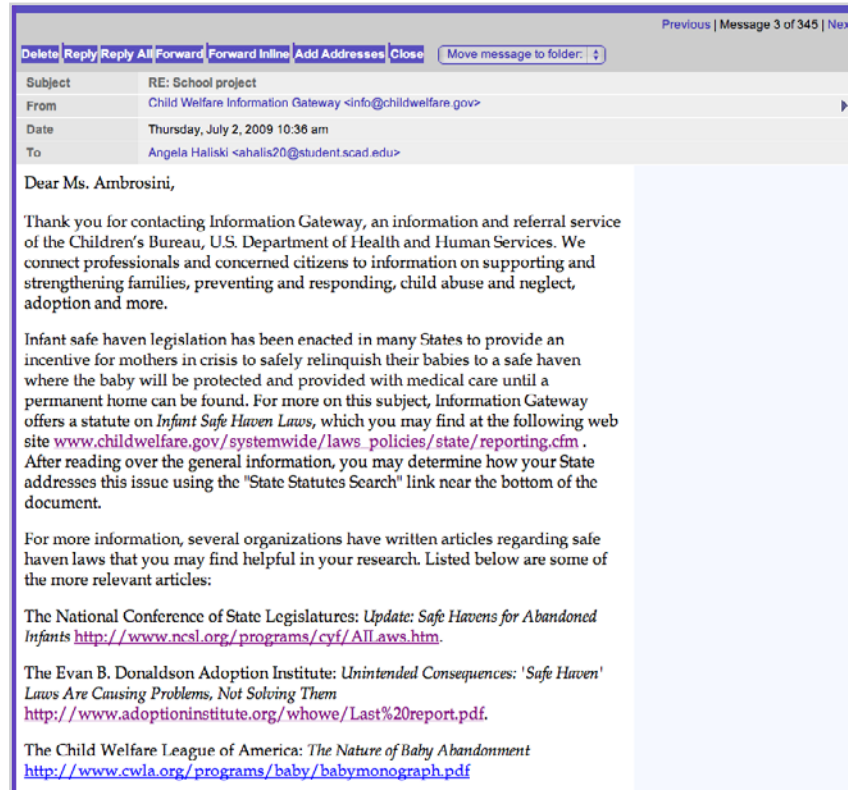 Previous | Message 3 of 345 | Nex
Delete Reply Reply All Forward Forward Inline Add Addresses Close Move message to folder:
Subject RE: School project
From Child Welfare Information Gateway <info@childwelfare.gov>
Date Thursday, July 2, 2009 10:36 am
To Angela Haliski <ahalis20@student.scad.edu>
Dear Ms. Ambrosini,
Thank you for contacting Information Gateway, an information and referral service
of the Children's Bureau, U.S. Department of Health and Human Services. We
connect professionals and concerned citizens to information on supporting and
strengthening families, preventing and responding, child abuse and neglect,
adoption and more.
Infant safe haven legislation has been enacted in many States to provide an
incentive for mothers in crisis to safely relinquish their babies to a safe haven
where the baby will be protected and provided with medical care until a
permanent home can be found. For more on this subject, Information Gateway
offers a statute on Infant Safe Haven Laws, which you may find at the following web
site www.childwelfare.gov/systemwide/laws_policies/state/reporting.cfm .
After reading over the general information, you may determine how your State
addresses this issue using the "State Statutes Search" link near the bottom of the
document.
For more information, several organizations have written articles regarding safe
haven laws that you may find helpful in your research. Listed below are some of
the more relevant articles:
The National Conference of State Legislatures: Update: Safe Havens for Abandoned
Infants http://www.ncsl.org/programs/cyf/AILaws.htm.
The Evan B. Donaldson Adoption Institute: Unintended Consequences: 'Safe Haven'
Laws Are Causing Problems, Not Solving Them
http://www.adoptioninstitute.org/whowe/Last%20report.pdf.
The Child Welfare League of America: The Nature of Baby Abandonment
http://www.cwla.org/programs/baby/babymonograph.pdf